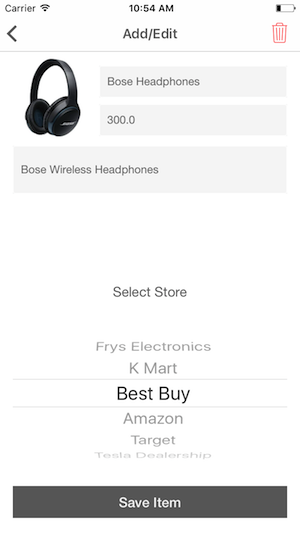 Carrier 10:54 AM
Add/Edit
Bose Headphones
300.0
Bose Wireless Headphones
Select Store
Frys Electronics
K Mart
Best Buy
Amazon
Target
Tesla Dealership
Save Item